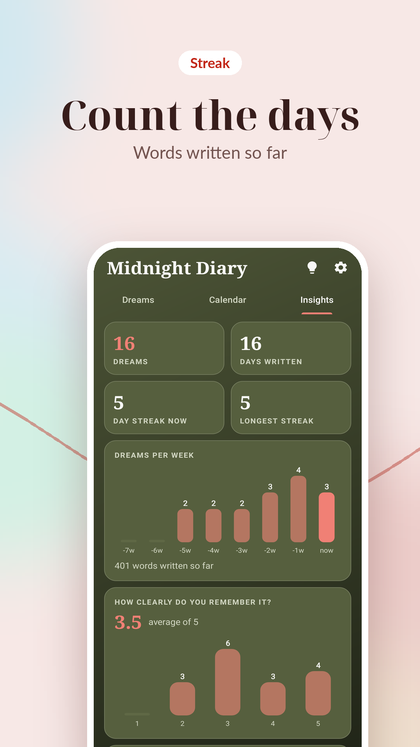 Streak
Count the days
Words written so far
Midnight Diary
Dreams Calendar Insights
16 16
DREAMS DAYS WRITTEN
5 5
DAY STREAK NOW LONGEST STREAK
DREAMS PER WEEK
2 2 2 3 4 3
-7w -6w -5w -4w -3w -2w -1w now
401 words written so far
HOW CLEARLY DO YOU REMEMBER IT?
3.5 average of 5
3 6 3 4
1 2 3 4 5